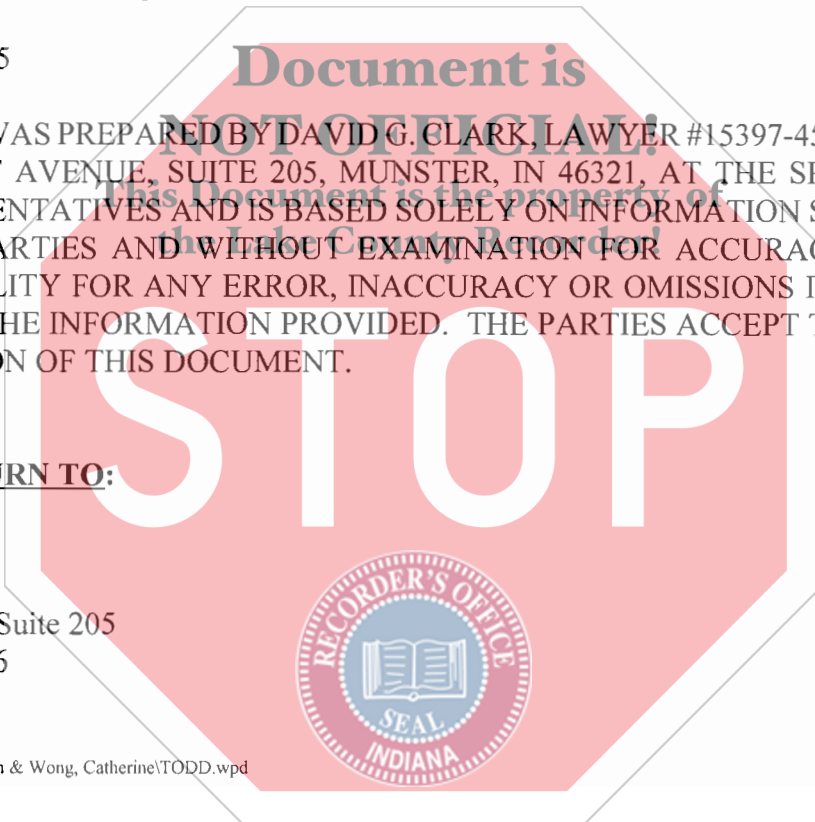 5
Document is
NOT OFFICIAL!
This Document is the property of
the Lake County Recorder!
VAS PREPARED BY DAVID G. CLARK, LAWYER #15397-45
AVENUE, SUITE 205, MUNSTER, IN 46321, AT THE
ENTATIVES AND IS BASED SOLELY ON INFORMATION S
ARTIES AND WITHOUT EXAMINATION FOR ACCURAC
LITY FOR ANY ERROR, INACCURACY OR OMISSIONS I
HE INFORMATION PROVIDED. THE PARTIES ACCEPT T
ON OF THIS DOCUMENT.
STOP
URN TO:
Suite 205
6
RECORDER'S OFFICE
SEAL
INDIANA
& Wong, Catherine\TODD.wpd